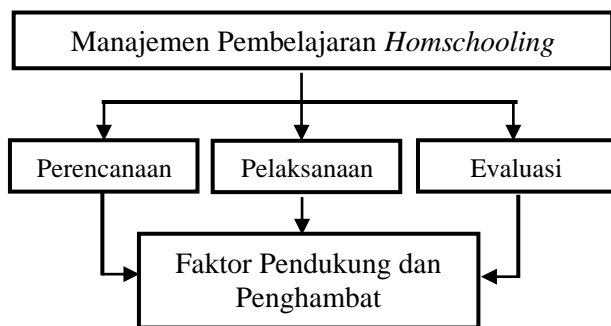 Manajemen Pembelajaran Homschooling
Perencanaan
Pelaksanaan
Evaluasi
Faktor Pendukung dan
Penghambat